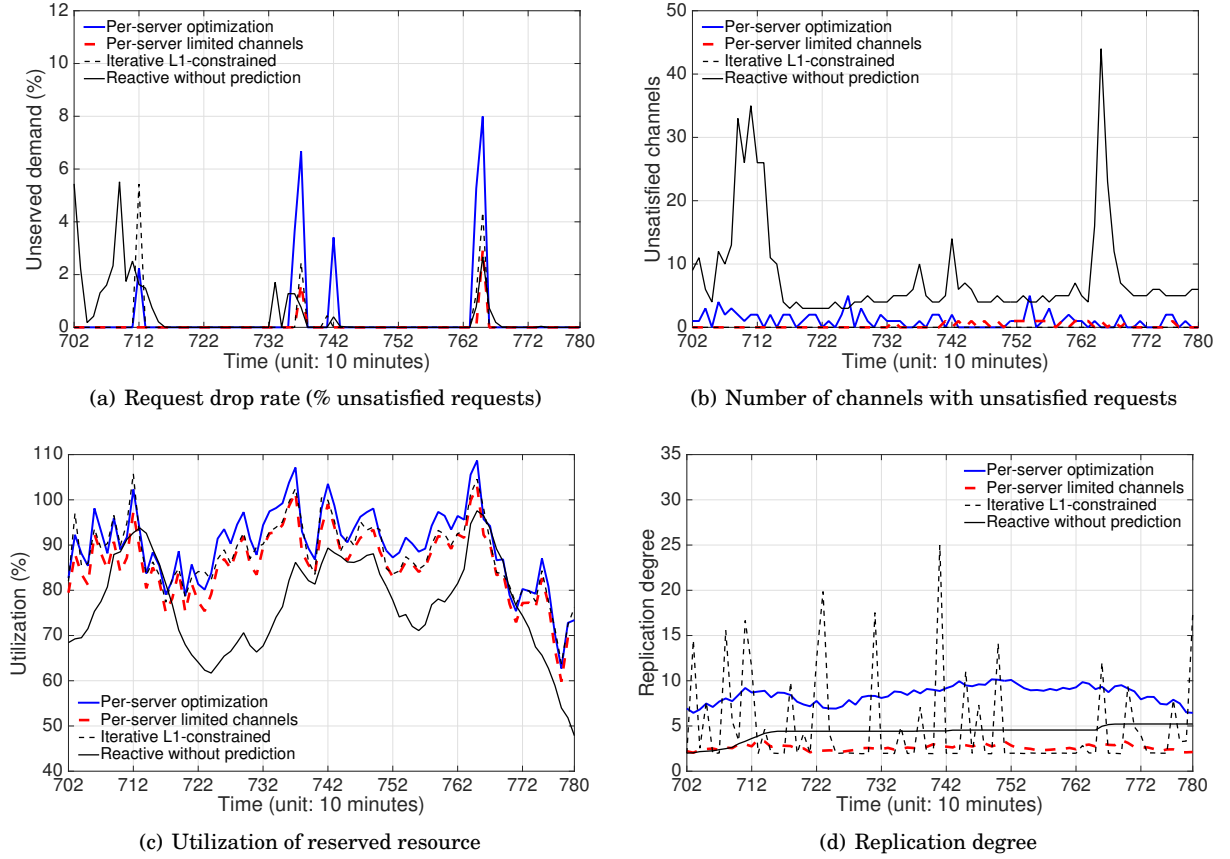 12
10
8
6
4
2
0
Unserved demand (%)
Per-server optimization
Per-server limited channels
Iterative L1-constrained
Reactive without prediction
702 712 722 732 742 752 762 772 780
Time (unit: 10 minutes)
(a) Request drop rate (% unsatisfied requests)
50
40
30
20
10
0
Unsatisfied channels
Per-server optimization
Per-server limited channels
Iterative L1-constrained
Reactive without prediction
702 712 722 732 742 752 762 772 780
Time (unit: 10 minutes)
(b) Number of channels with unsatisfied requests
110
100
90
80
70
60
50
40
Utilization (%)
Per-server optimization
Per-server limited channels
Iterative L1-constrained
Reactive without prediction
702 712 722 732 742 752 762 772 780
Time (unit: 10 minutes)
(c) Utilization of reserved resource
35
30
25
20
15
10
5
0
Replication degree
Per-server optimization
Per-server limited channels
Iterative L1-constrained
Reactive without prediction
702 712 722 732 742 752 762 772 780
Time (unit: 10 minutes)
(d) Replication degree